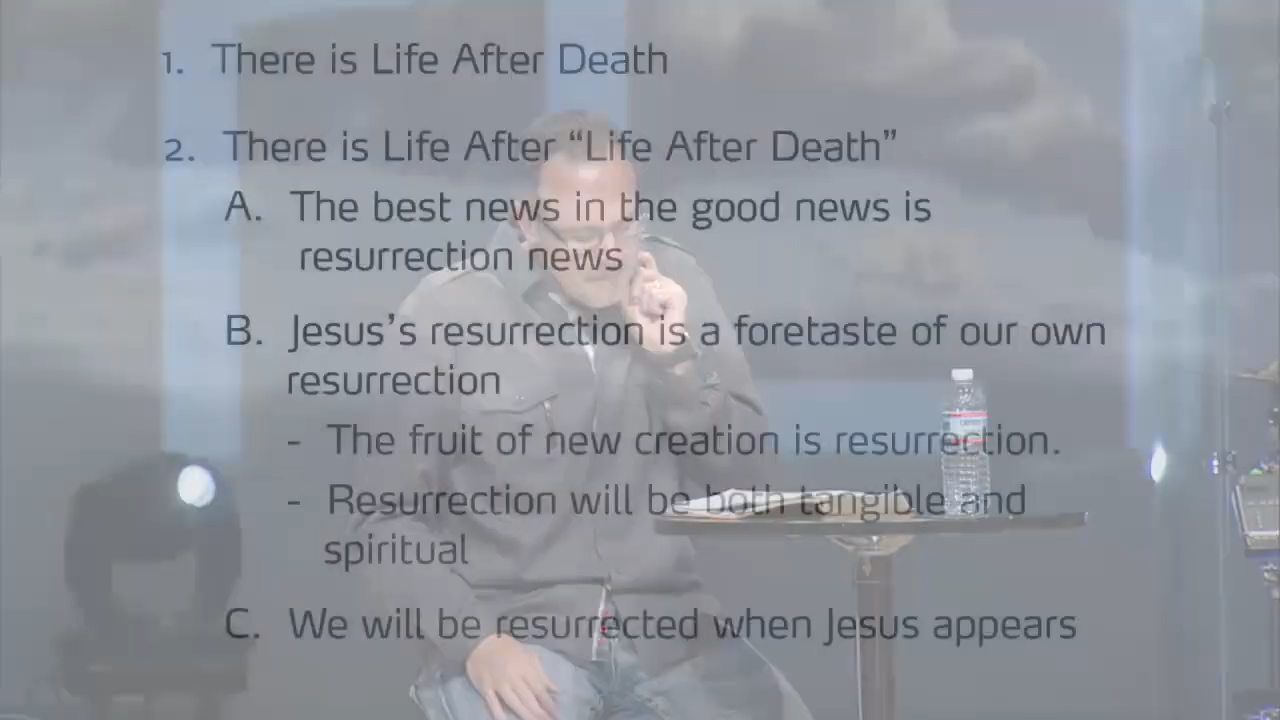 1. There is Life After Death
2. There is Life After “Life After Death”
A. The best news in the good news is
resurrection news
B. Jesus’s resurrection is a foretaste of our own
resurrection
- The fruit of new creation is resurrection.
- Resurrection will be both tangible and
spiritual
C. We will be resurrected when Jesus appears